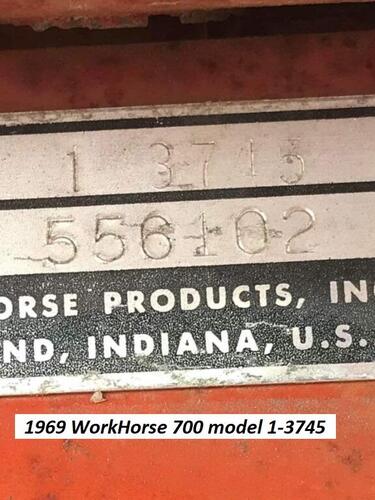 1 3745
556102
ORSE PRODUCTS, INC
ND, INDIANA, U.S.
1969 WorkHorse 700 model 1-3745